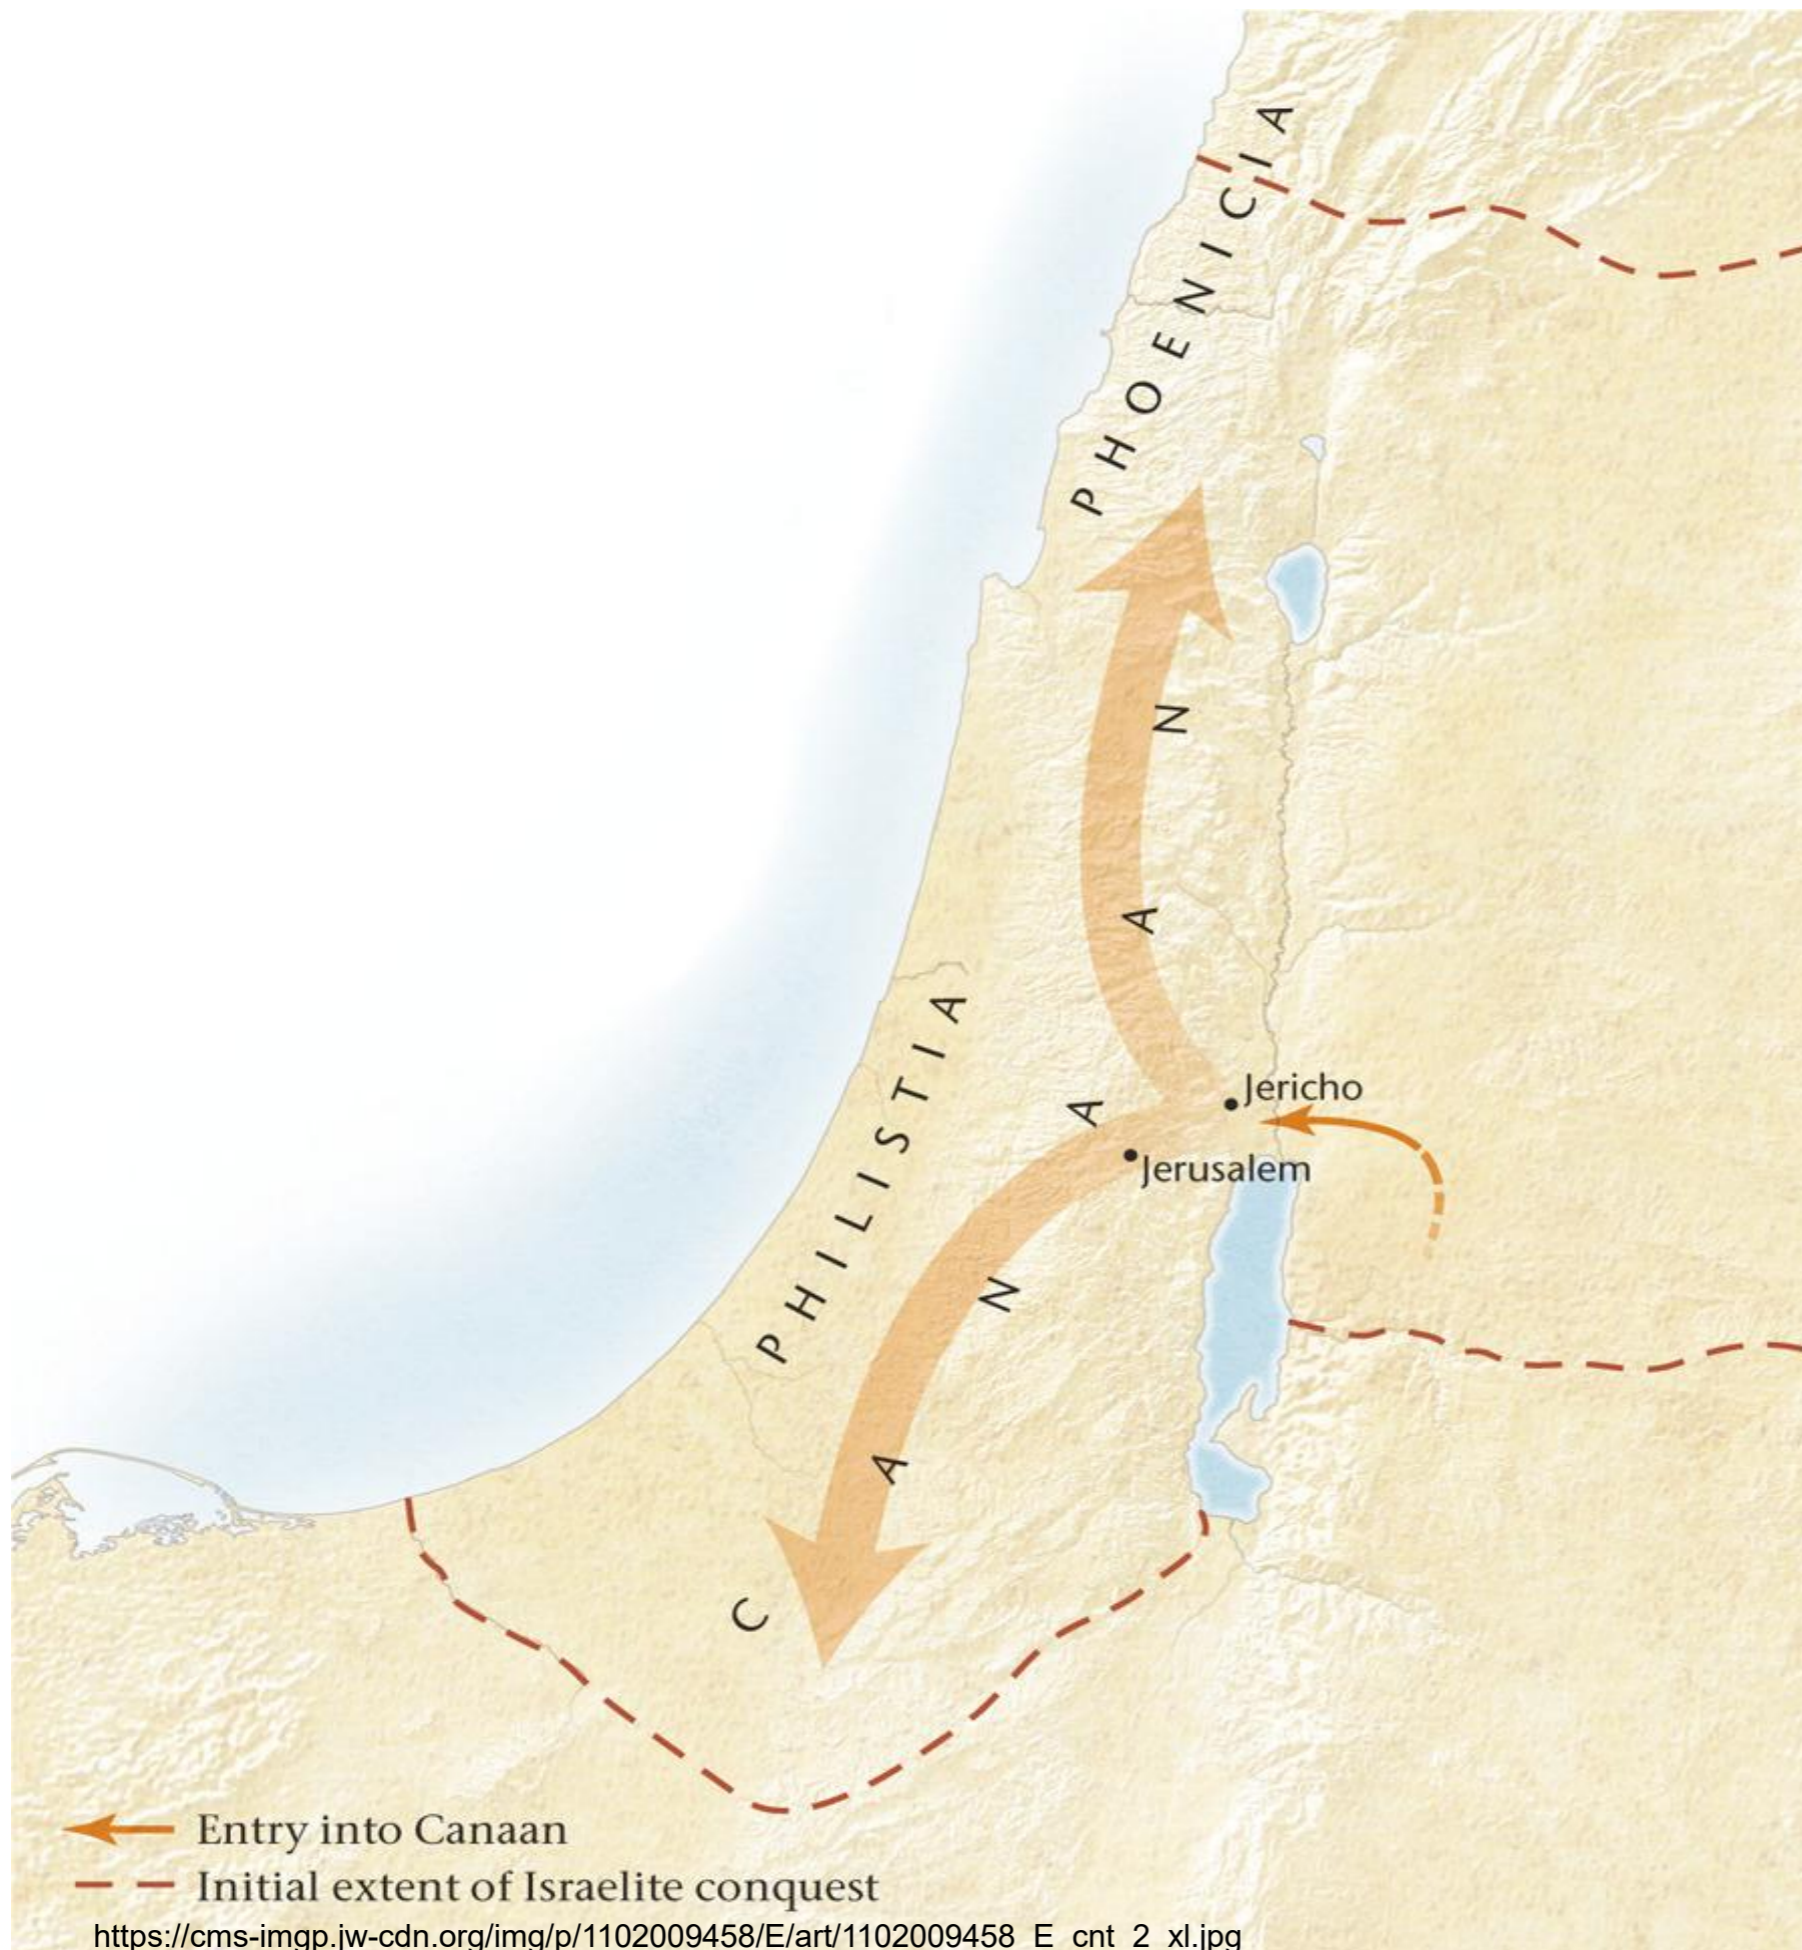 PHOENICIA
CANAAN
PHILISTIA
Jericho
Jerusalem
Entry into Canaan
Initial extent of Israelite conquest
https://cms-imgp.jw-cdn.org/img/p/1102009458/E/art/1102009458_E_cnt_2_xl.jpg